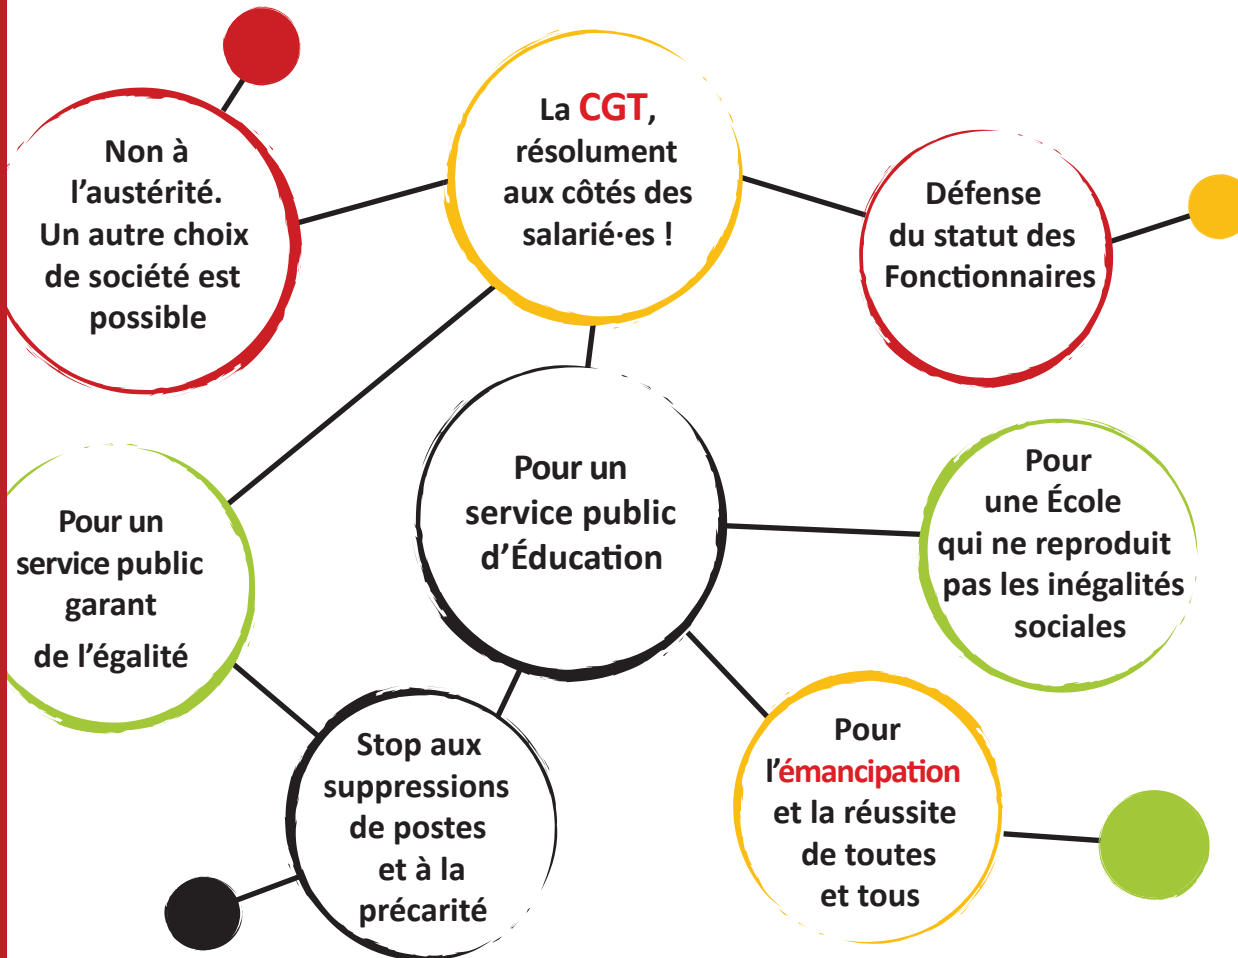 Non à
l’austérité.
Un autre choix
de société est
possible
La CGT,
résolument
aux côtés des
salarié·es !
Défense
du statut des
Fonctionnaires
Pour un
service public
garant
de l’égalité
Pour un
service public
d’Éducation
Pour
une École
qui ne reproduit
pas les inégalités
sociales
Stop aux
suppressions
de postes
et à la
précarité
Pour
l’émancipation
et la réussite
de toutes
et tous